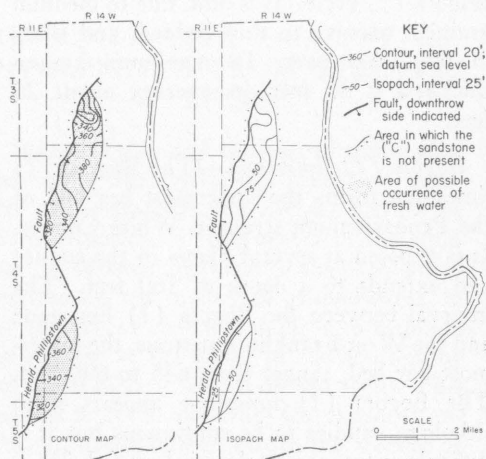 R 11 E
R 14 W
T
3
S
340
360
380
340
320
Fault
4
S
Herald-Phillipstown
360
340
320
T
5
S
CONTOUR MAP
R 11 E
R 14 W
50
75
Fault
Herald-Phillipstown
25
50
ISOPACH MAP
KEY
360 Contour, interval 20';
datum sea level
50 Isopach, interval 25'
Fault, downthrow
side indicated
Area in which the
("C") sandstone
is not present
Area of possible
occurrence of
fresh water
SCALE
0 1 2 Miles